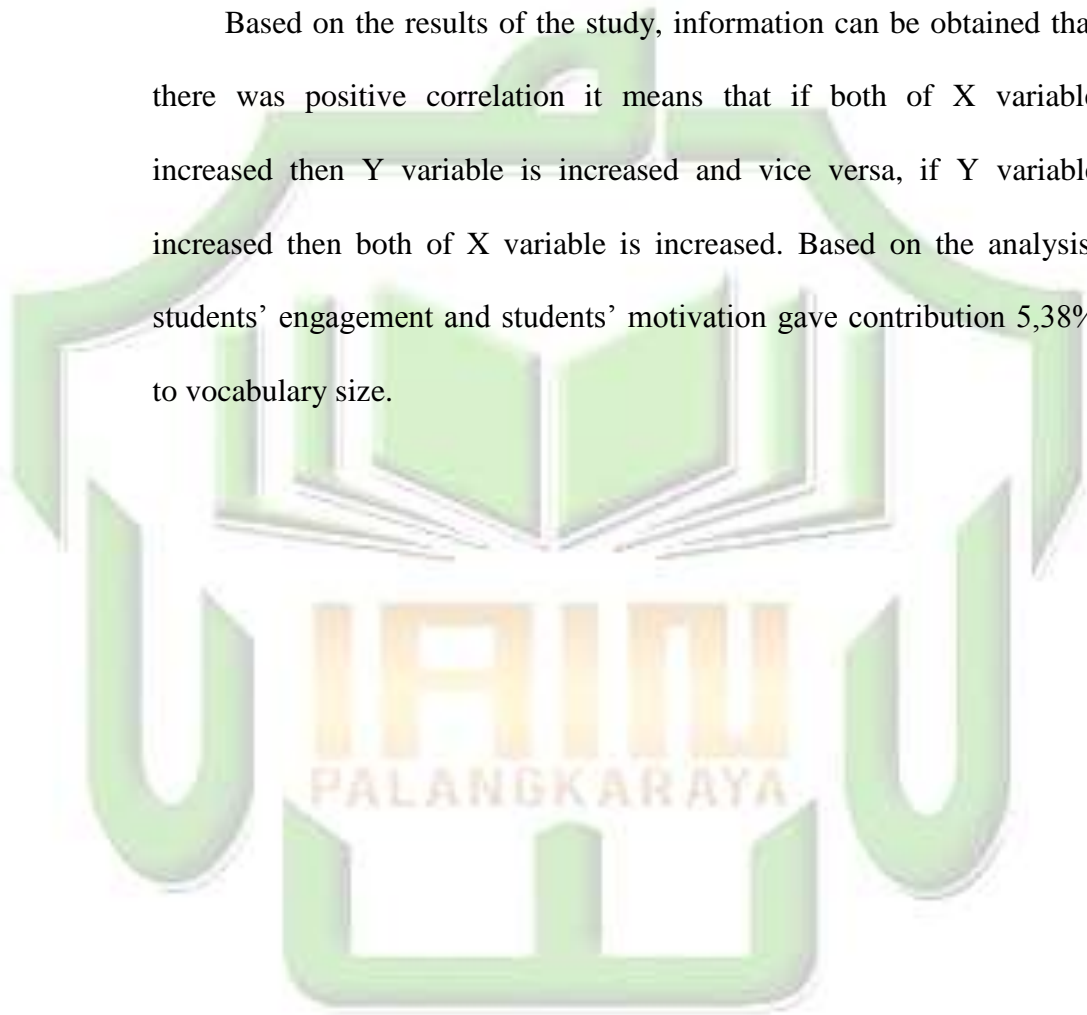 Based on the results of the study, information can be obtained tha
there was positive correlation it means that if both of X variable
increased then Y variable is increased and vice versa, if Y variable
increased then both of X variable is increased. Based on the analysis
students’ engagement and students’ motivation gave contribution 5,38%
to vocabulary size.
IAIN
PALANGKARAYA